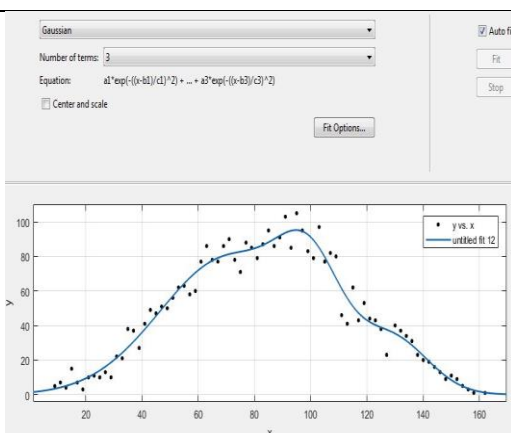 Gaussian
Auto fi
Number of terms: 3
Fit
Equation: a1*exp(-((x-b1)/c1)^2) + ... + a3*exp(-((x-b3)/c3)^2)
Stop
Center and scale
Fit Options...
y vs. x
untitled fit 12
100
80
60
40
20
0
y
20 40 60 80 100 120 140 160
x